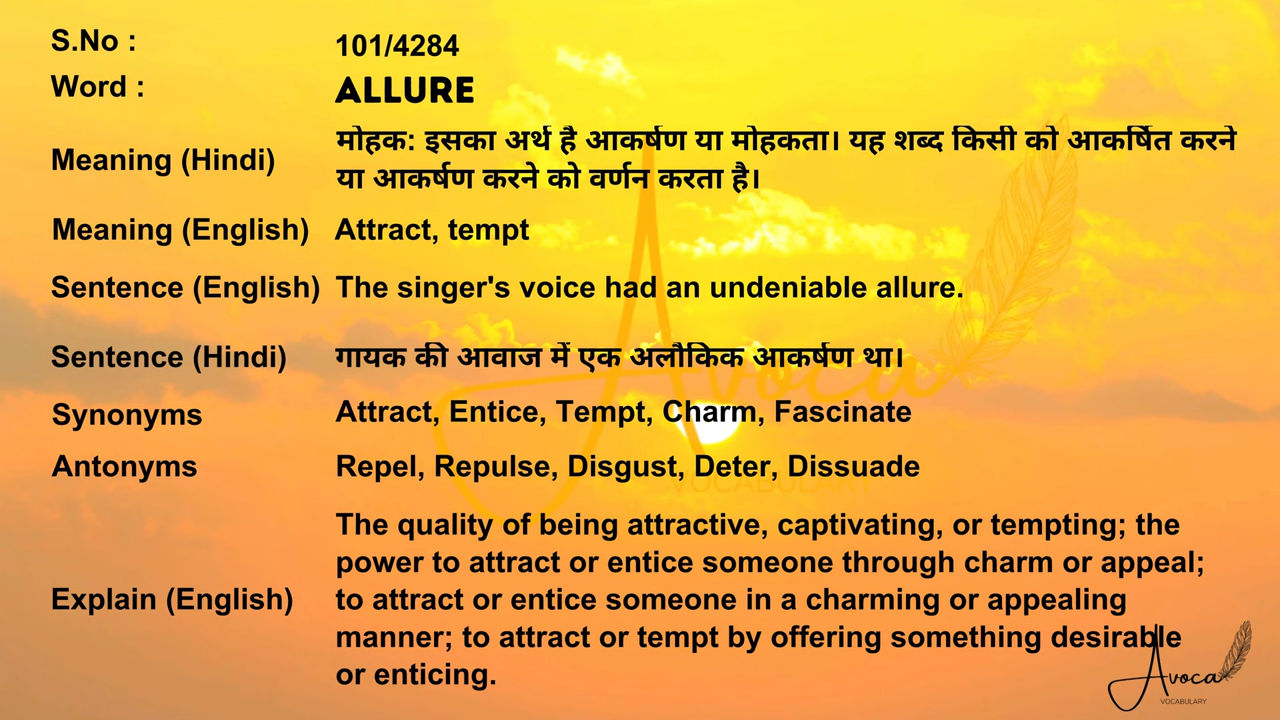 S.No : 101/4284
Word : ALLURE
Meaning (Hindi) मोहक: इसका अर्थ है आकर्षण या मोहकता। यह शब्द किसी को आकर्षित करने
या आकर्षण करने को वर्णन करता है।
Meaning (English) Attract, tempt
Sentence (English) The singer's voice had an undeniable allure.
Sentence (Hindi) गायक की आवाज में एक अलौकिक आकर्षण था।
Synonyms Attract, Entice, Tempt, Charm, Fascinate
Antonyms Repel, Repulse, Disgust, Deter, Dissuade
Explain (English) The quality of being attractive, captivating, or tempting; the
power to attract or entice someone through charm or appeal;
to attract or entice someone in a charming or appealing
manner; to attract or tempt by offering something desirable
or enticing.
Avoca
VOCABULARY
Avoca
VOCABULARY